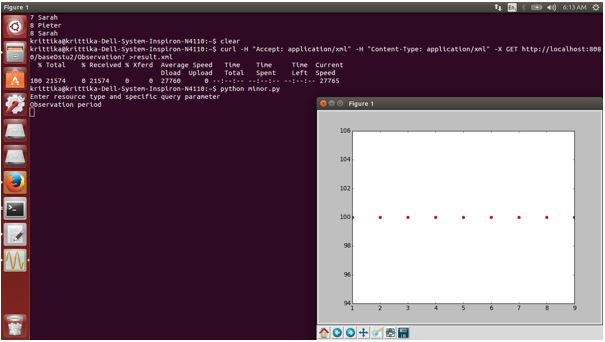 Figure 1
En
6:13 AM
7 Sarah
8 Pieter
8 Sarah
krittika@krittika-Dell-System-Inspiron-N4110:~$ clear
krittika@krittika-Dell-System-Inspiron-N4110:~$ curl -H "Accept: application/xml" -H "Content-Type: application/xml" -X GET http://localhost:808
0/baseDstu2/Observation? >result.xml
% Total % Received % Xferd Average Speed Time Time Time Current
Dload Upload Total Spent Left Speed
100 21574 0 21574 0 0 27760 0 --:--:-- --:--:-- --:--:-- 27765
krittika@krittika-Dell-System-Inspiron-N4110:~$ python minor.py
Enter resource type and specific query parameter
Observation period
Figure 1
106
104
102
100
98
96
94
1 2 3 4 5 6 7 8 9